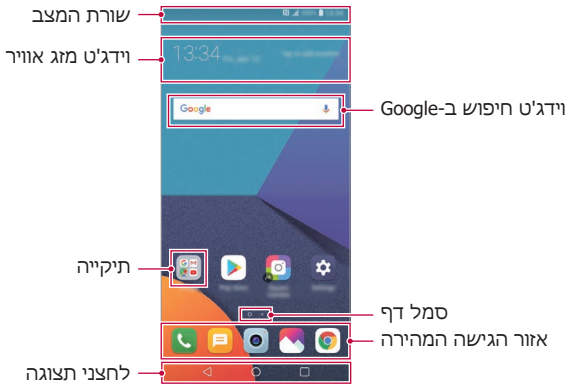 שורת המצב
וידג'ט מזג אוויר
13:34
Google
וידג'ט חיפוש ב-Google
תיקייה
סמל דף
אזור הגישה המהירה
לחצני תצוגה